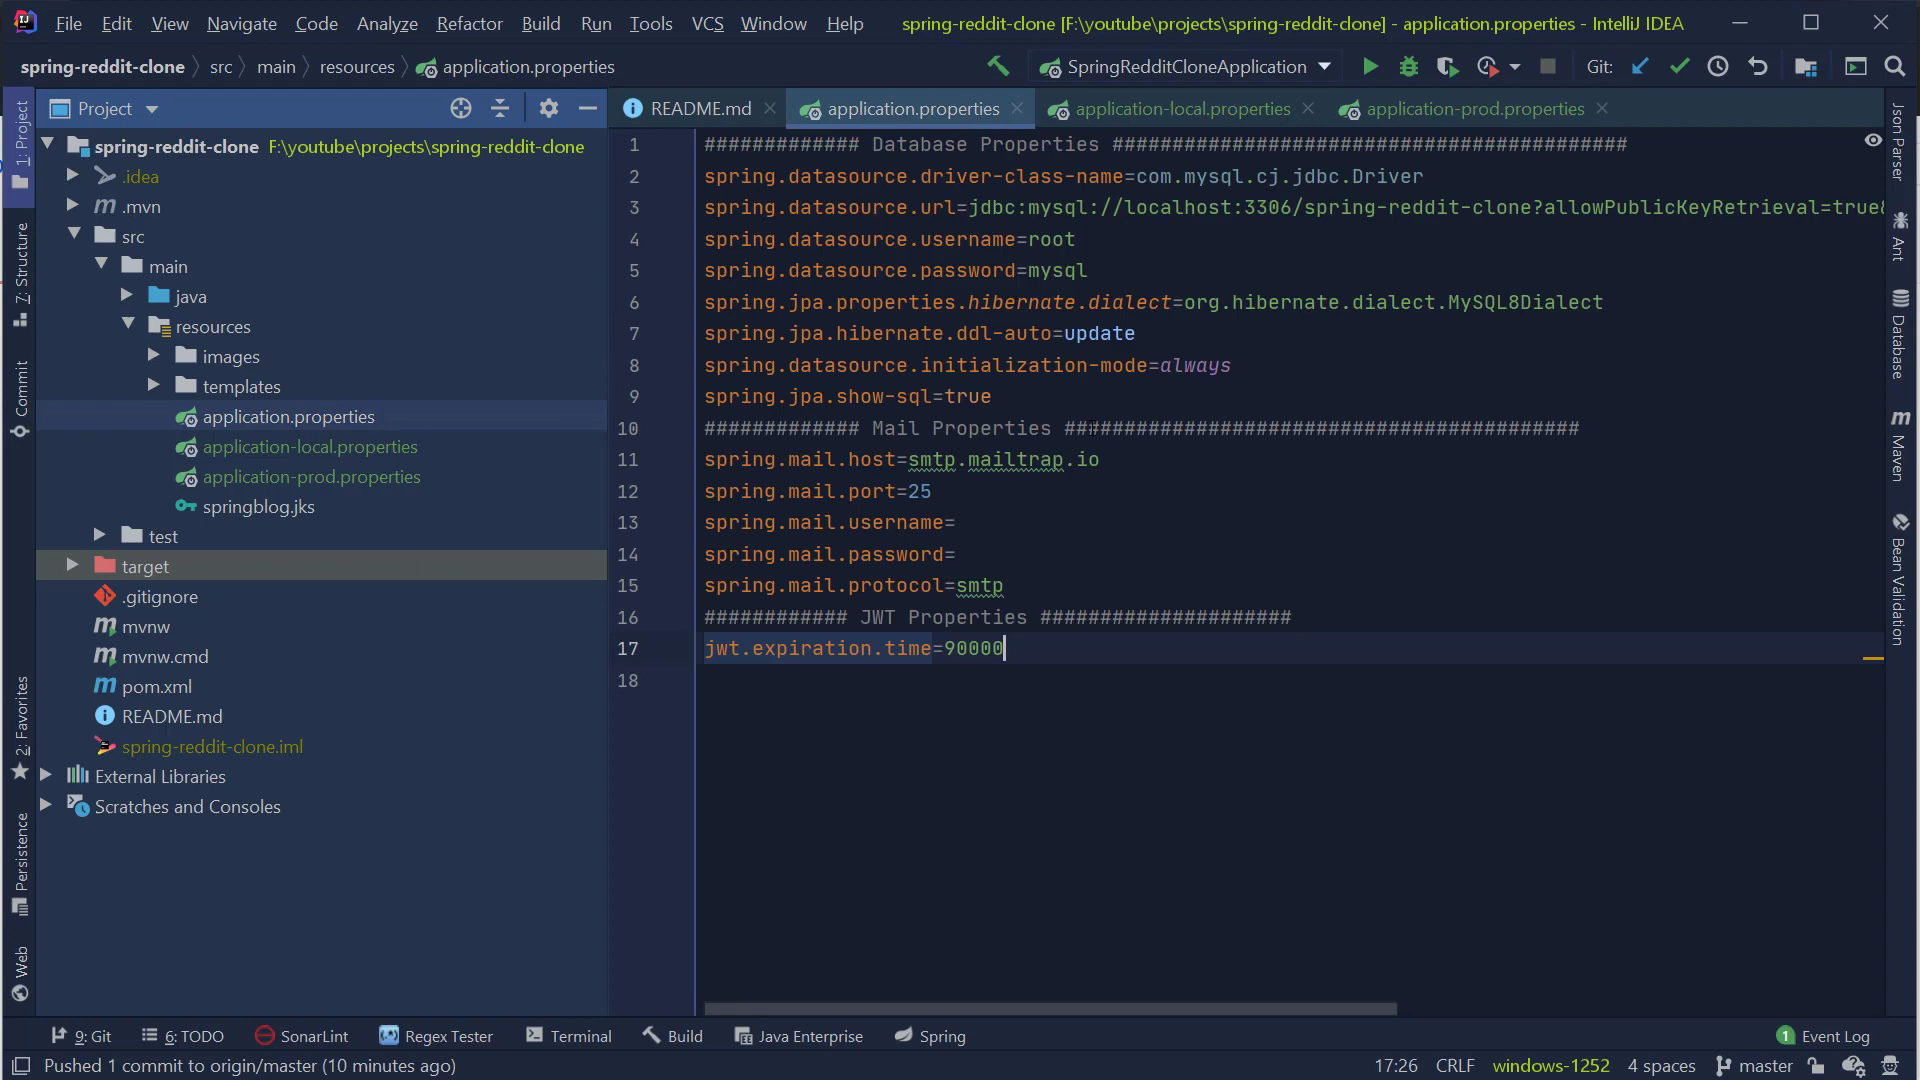 File Edit View Navigate Code Analyze Refactor Build Run Tools VCS Window Help spring-reddit-clone [F:\youtube\projects\spring-reddit-clone] - application.properties - IntelliJ IDEA
spring-reddit-clone src main resources application.properties SpringRedditCloneApplication Git:
Project
README.md application.properties application-local.properties application-prod.properties
1: Project
7: Structure
Commit
2: Favorites
Persistence
Web
spring-reddit-clone F:\youtube\projects\spring-reddit-clone
.idea
.mvn
src
main
java
resources
images
templates
application.properties
application-local.properties
application-prod.properties
springblog.jks
test
target
.gitignore
mvnw
mvnw.cmd
pom.xml
README.md
spring-reddit-clone.iml
External Libraries
Scratches and Consoles
1 ############# Database Properties ###########################################
2 spring.datasource.driver-class-name=com.mysql.cj.jdbc.Driver
3 spring.datasource.url=jdbc:mysql://localhost:3306/spring-reddit-clone?allowPublicKeyRetrieval=true&
4 spring.datasource.username=root
5 spring.datasource.password=mysql
6 spring.jpa.properties.hibernate.dialect=org.hibernate.dialect.MySQL8Dialect
7 spring.jpa.hibernate.ddl-auto=update
8 spring.datasource.initialization-mode=always
9 spring.jpa.show-sql=true
10 ############# Mail Properties ###########################################
11 spring.mail.host=smtp.mailtrap.io
12 spring.mail.port=25
13 spring.mail.username=
14 spring.mail.password=
15 spring.mail.protocol=smtp
16 ############ JWT Properties #####################
17 jwt.expiration.time=90000
18
Json Parser
Ant
Database
Maven
Bean Validation
9: Git 6: TODO SonarLint Regex Tester Terminal Build Java Enterprise Spring 1 Event Log
Pushed 1 commit to origin/master (10 minutes ago) 17:26 CRLF windows-1252 4 spaces master